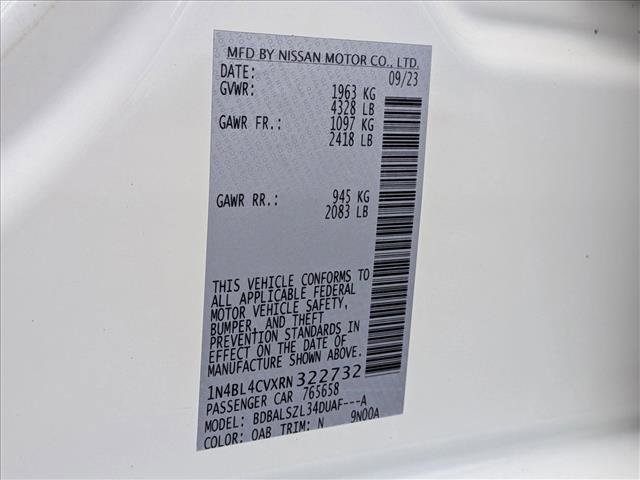 MFD BY NISSAN MOTOR CO., LTD.
DATE: 09/23
GVWR: 1963 KG
4328 LB
GAWR FR.: 1097 KG
2418 LB
GAWR RR.: 945 KG
2083 LB
THIS VEHICLE CONFORMS TO
ALL APPLICABLE FEDERAL
MOTOR VEHICLE SAFETY,
BUMPER, AND THEFT
PREVENTION STANDARDS IN
EFFECT ON THE DATE OF
MANUFACTURE SHOWN ABOVE.
1N4BL4CVXRN322732
PASSENGER CAR 765658
MODEL: BDBALSZL34DUAF---A
COLOR: QAB TRIM: N 9N00A